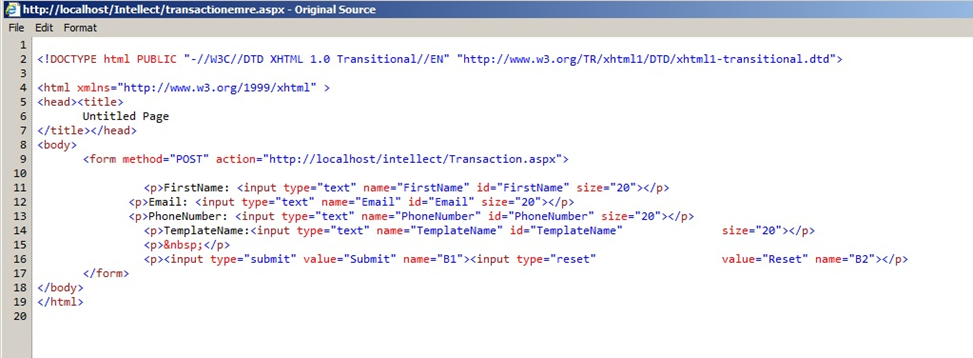 http://localhost/Intellect/transactionemre.aspx - Original Source
File Edit Format
1
2 <!DOCTYPE html PUBLIC "-//W3C//DTD XHTML 1.0 Transitional//EN" "http://www.w3.org/TR/xhtml1/DTD/xhtml1-transitional.dtd">
3
4 <html xmlns="http://www.w3.org/1999/xhtml" >
5 <head><title>
6 Untitled Page
7 </title></head>
8 <body>
9 <form method="POST" action="http://localhost/intellect/Transaction.aspx">
10
11 <p>FirstName: <input type="text" name="FirstName" id="FirstName" size="20"></p>
12 <p>Email: <input type="text" name="Email" id="Email" size="20"></p>
13 <p>PhoneNumber: <input type="text" name="PhoneNumber" id="PhoneNumber" size="20"></p>
14 <p>TemplateName:<input type="text" name="TemplateName" id="TemplateName" size="20"></p>
15 <p>&nbsp;</p>
16 <p><input type="submit" value="Submit" name="B1"><input type="reset" value="Reset" name="B2"></p>
17 </form>
18 </body>
19 </html>
20